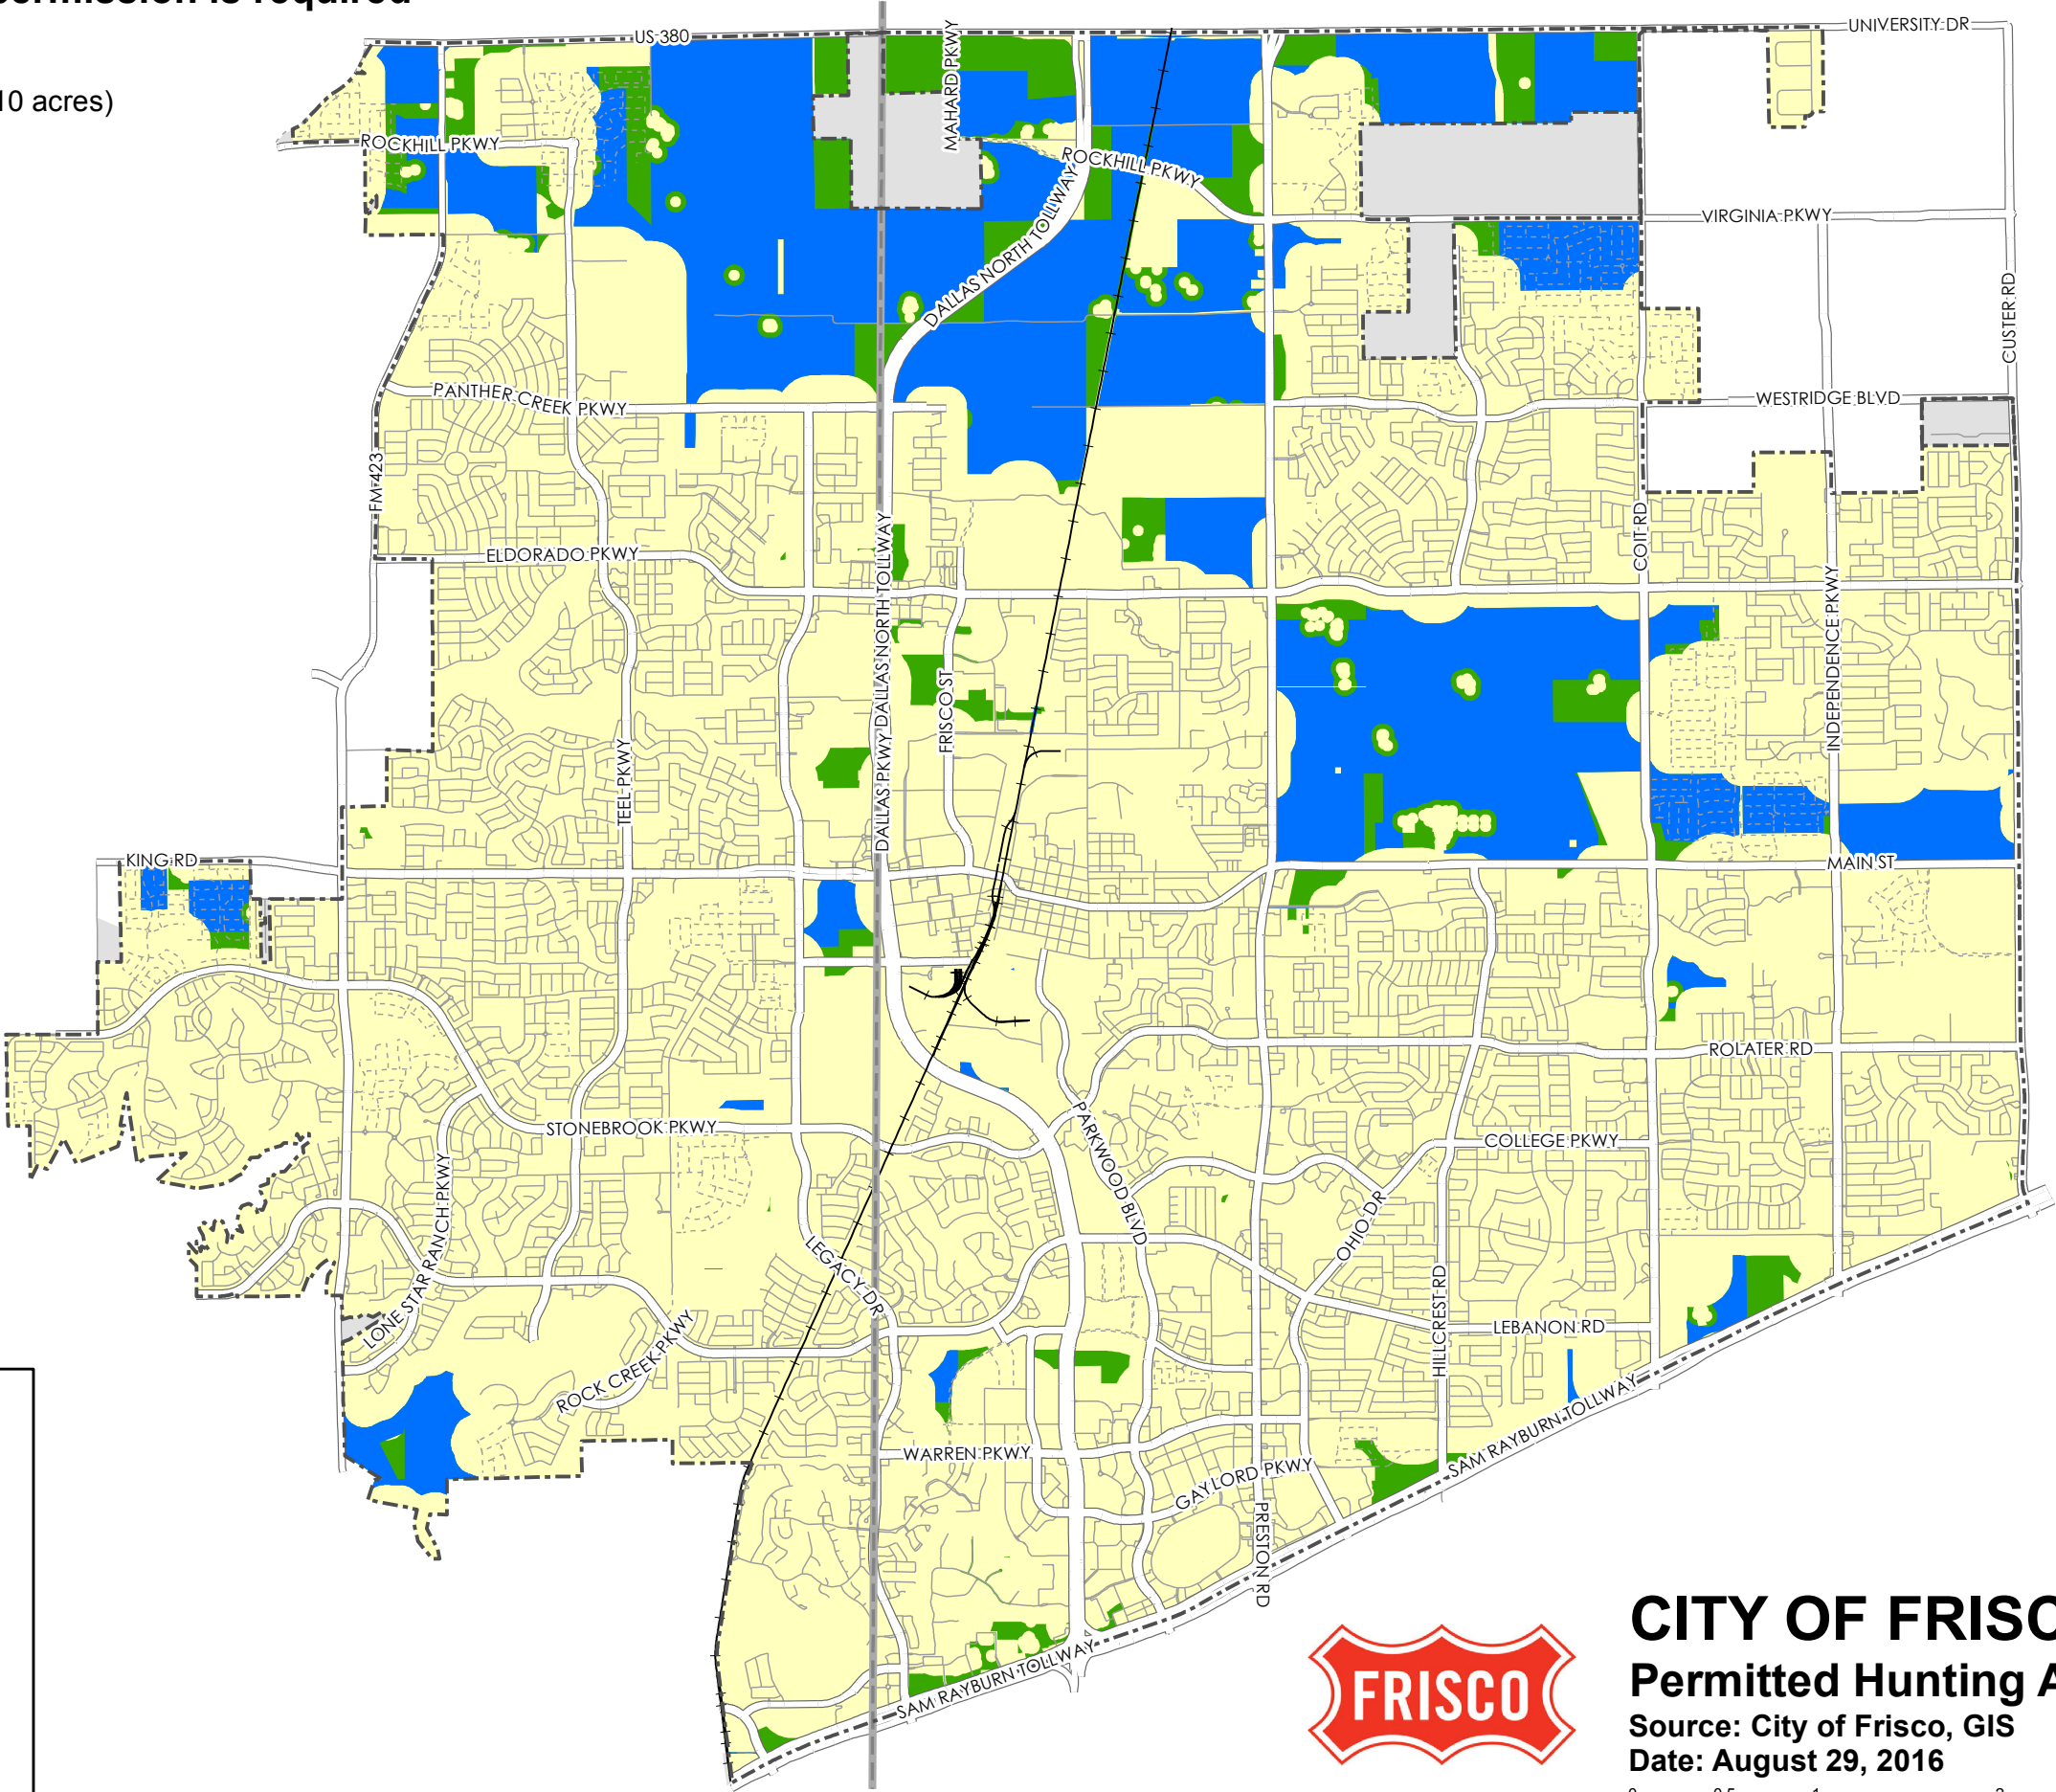 permission is required
10 acres)
US 380
MAHARD PKWY
UNIVERSITY DR
ROCKHILL PKWY
ROCKHILL PKWY
VIRGINIA PKWY
DALLAS NORTH TOLLWAY
CUSTER RD
PANTHER CREEK PKWY
WESTRIDGE BLVD
FM 423
COIT RD
ELDORADO PKWY
DALLAS PKWY DALLAS NORTH TOLLWAY
INDEPENDENCE PKWY
FRISCO ST
TEEL PKWY
KING RD
MAIN ST
ROLATER RD
STONEBROOK PKWY
PARKWOOD BLVD
COLLEGE PKWY
LONE STAR RANCH PKWY
LEGACY DR
OHIO DR
HILLCREST RD
LEBANON RD
ROCK CREEK PKWY
WARREN PKWY
GAYLORD PKWY
SAM RAYBURN TOLLWAY
PRESTON RD
SAM RAYBURN TOLLWAY
FRISCO
CITY OF FRISC
Permitted Hunting A
Source: City of Frisco, GIS
Date: August 29, 2016